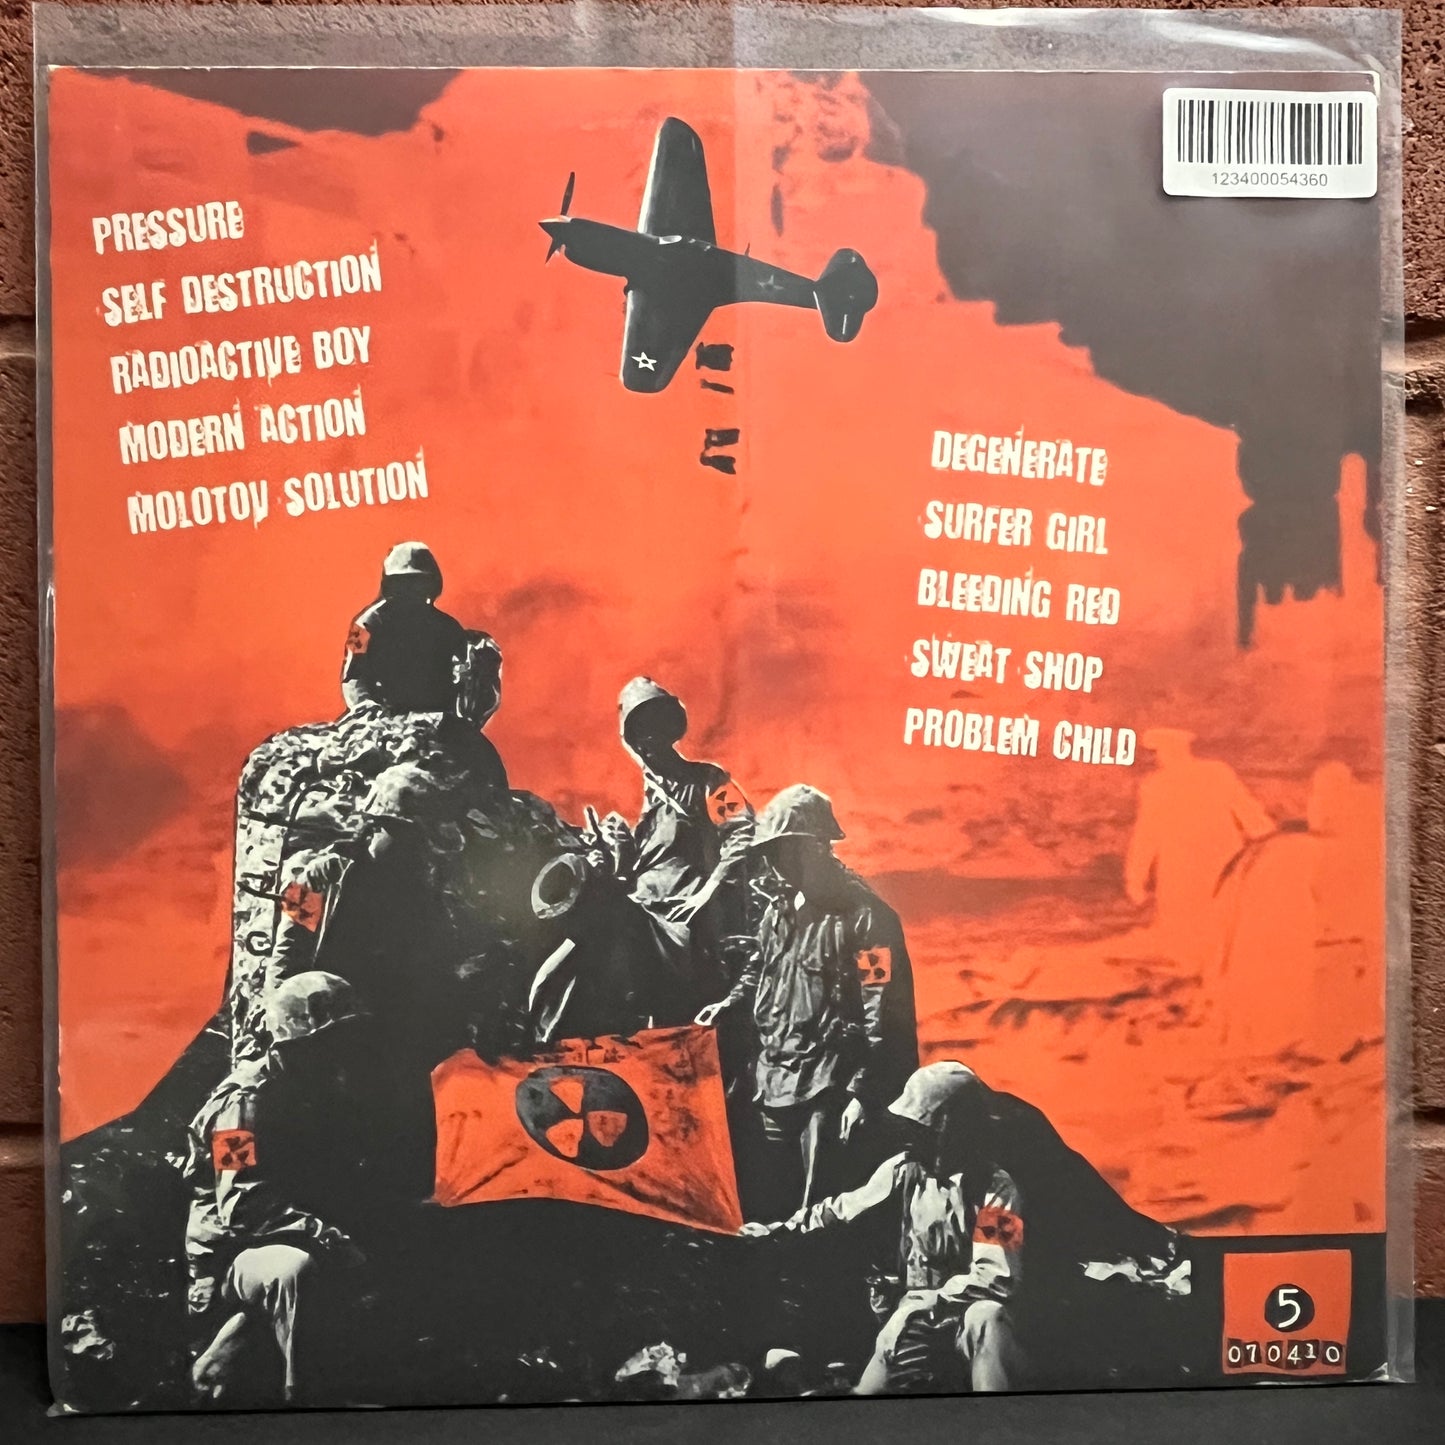 123400054360
PRESSURE
SELF DESTRUCTION
RADIOACTIVE BOY
MODERN ACTION
MOLOTOV SOLUTION
DEGENERATE
SURFER GIRL
BLEEDING RED
SWEAT SHOP
PROBLEM CHILD
5
070410